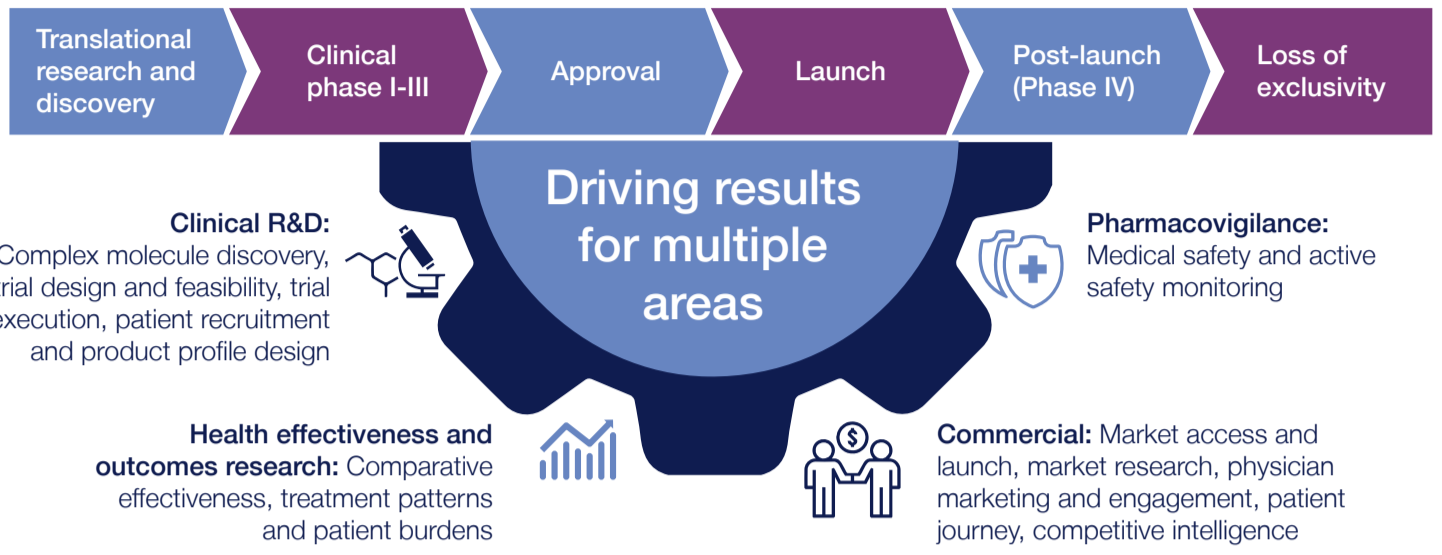 Translational
research and
discovery
Clinical
phase I-III
Approval
Launch
Post-launch
(Phase IV)
Loss of
exclusivity
Driving results
for multiple
areas
Clinical R&D:
Complex molecule discovery,
trial design and feasibility, trial
execution, patient recruitment
and product profile design
Pharmacovigilance:
Medical safety and active
safety monitoring
Health effectiveness and
outcomes research: Comparative
effectiveness, treatment patterns
and patient burdens
$
Commercial: Market access and
launch, market research, physician
marketing and engagement, patient
journey, competitive intelligence